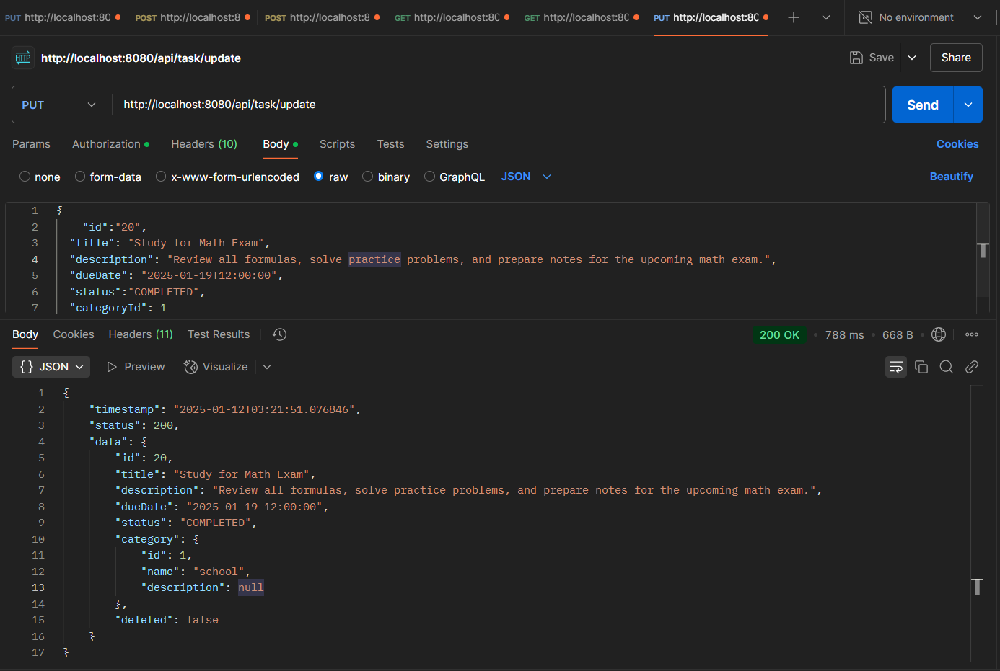 PUT http://localhost:80 POST http://localhost:8 POST http://localhost:8 GET http://localhost:80 GET http://localhost:80 PUT http://localhost:80 No environment
HTTP http://localhost:8080/api/task/update Save Share
PUT http://localhost:8080/api/task/update Send
Params Authorization Headers (10) Body Scripts Tests Settings Cookies
none form-data x-www-form-urlencoded raw binary GraphQL JSON Beautify
1 {
2 "id":"20",
3 "title": "Study for Math Exam",
4 "description": "Review all formulas, solve practice problems, and prepare notes for the upcoming math exam.",
5 "dueDate": "2025-01-19T12:00:00",
6 "status":"COMPLETED",
7 "categoryId": 1
Body Cookies Headers (11) Test Results 200 OK 788 ms 668 B
{} JSON Preview Visualize
1 {
2 "timestamp": "2025-01-12T03:21:51.076846",
3 "status": 200,
4 "data": {
5 "id": 20,
6 "title": "Study for Math Exam",
7 "description": "Review all formulas, solve practice problems, and prepare notes for the upcoming math exam.",
8 "dueDate": "2025-01-19 12:00:00",
9 "status": "COMPLETED",
10 "category": {
11 "id": 1,
12 "name": "school",
13 "description": null
14 },
15 "deleted": false
16 }
17 }